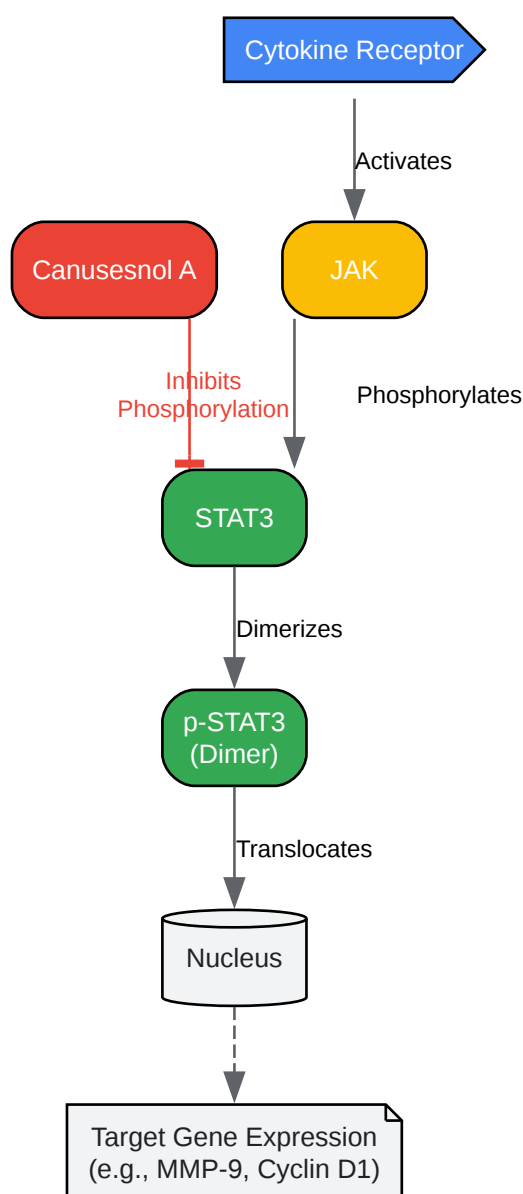 Cytokine Receptor
Activates
Canusesnol A
JAK
Inhibits
Phosphorylation
Phosphorylates
STAT3
Dimerizes
p-STAT3
(Dimer)
Translocates
Nucleus
Target Gene Expression
(e.g., MMP-9, Cyclin D1)